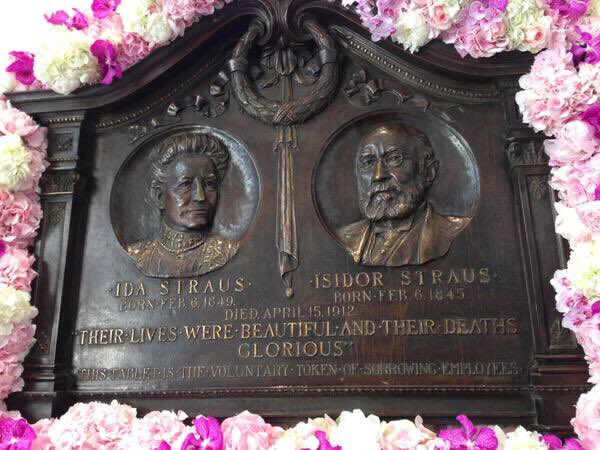 ·IDA STRAUS·
BORN·FEB. 6. 1849.
·ISIDOR STRAUS·
BORN·FEB. 6. 1845.
DIED, APRIL 15, 1912
"THEIR·LIVES·WERE·BEAUTIFUL·AND·THEIR·DEATHS
GLORIOUS"
·THIS·TABLET·IS·THE·VOLUNTARY·TOKEN·OF·SORROWING·EMPLOYEES·